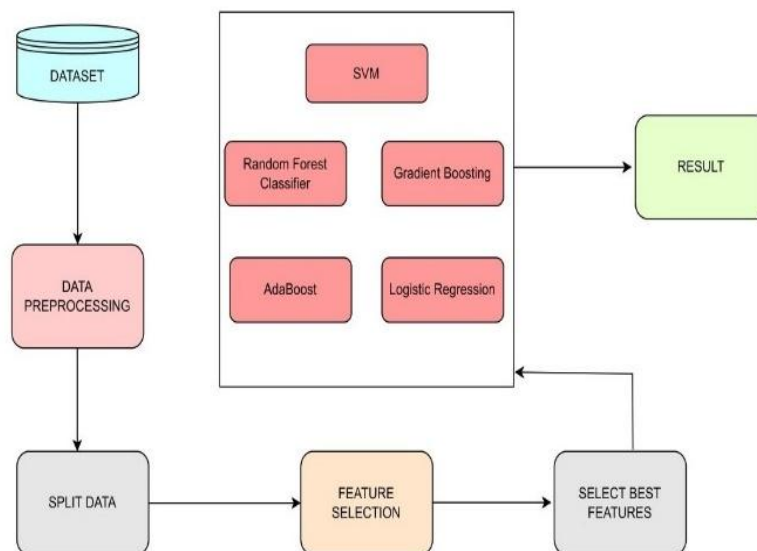 DATASET
SVM
Random Forest
Classifier
Gradient Boosting
RESULT
AdaBoost
Logistic Regression
DATA
PREPROCESSING
SPLIT DATA
FEATURE
SELECTION
SELECT BEST
FEATURES